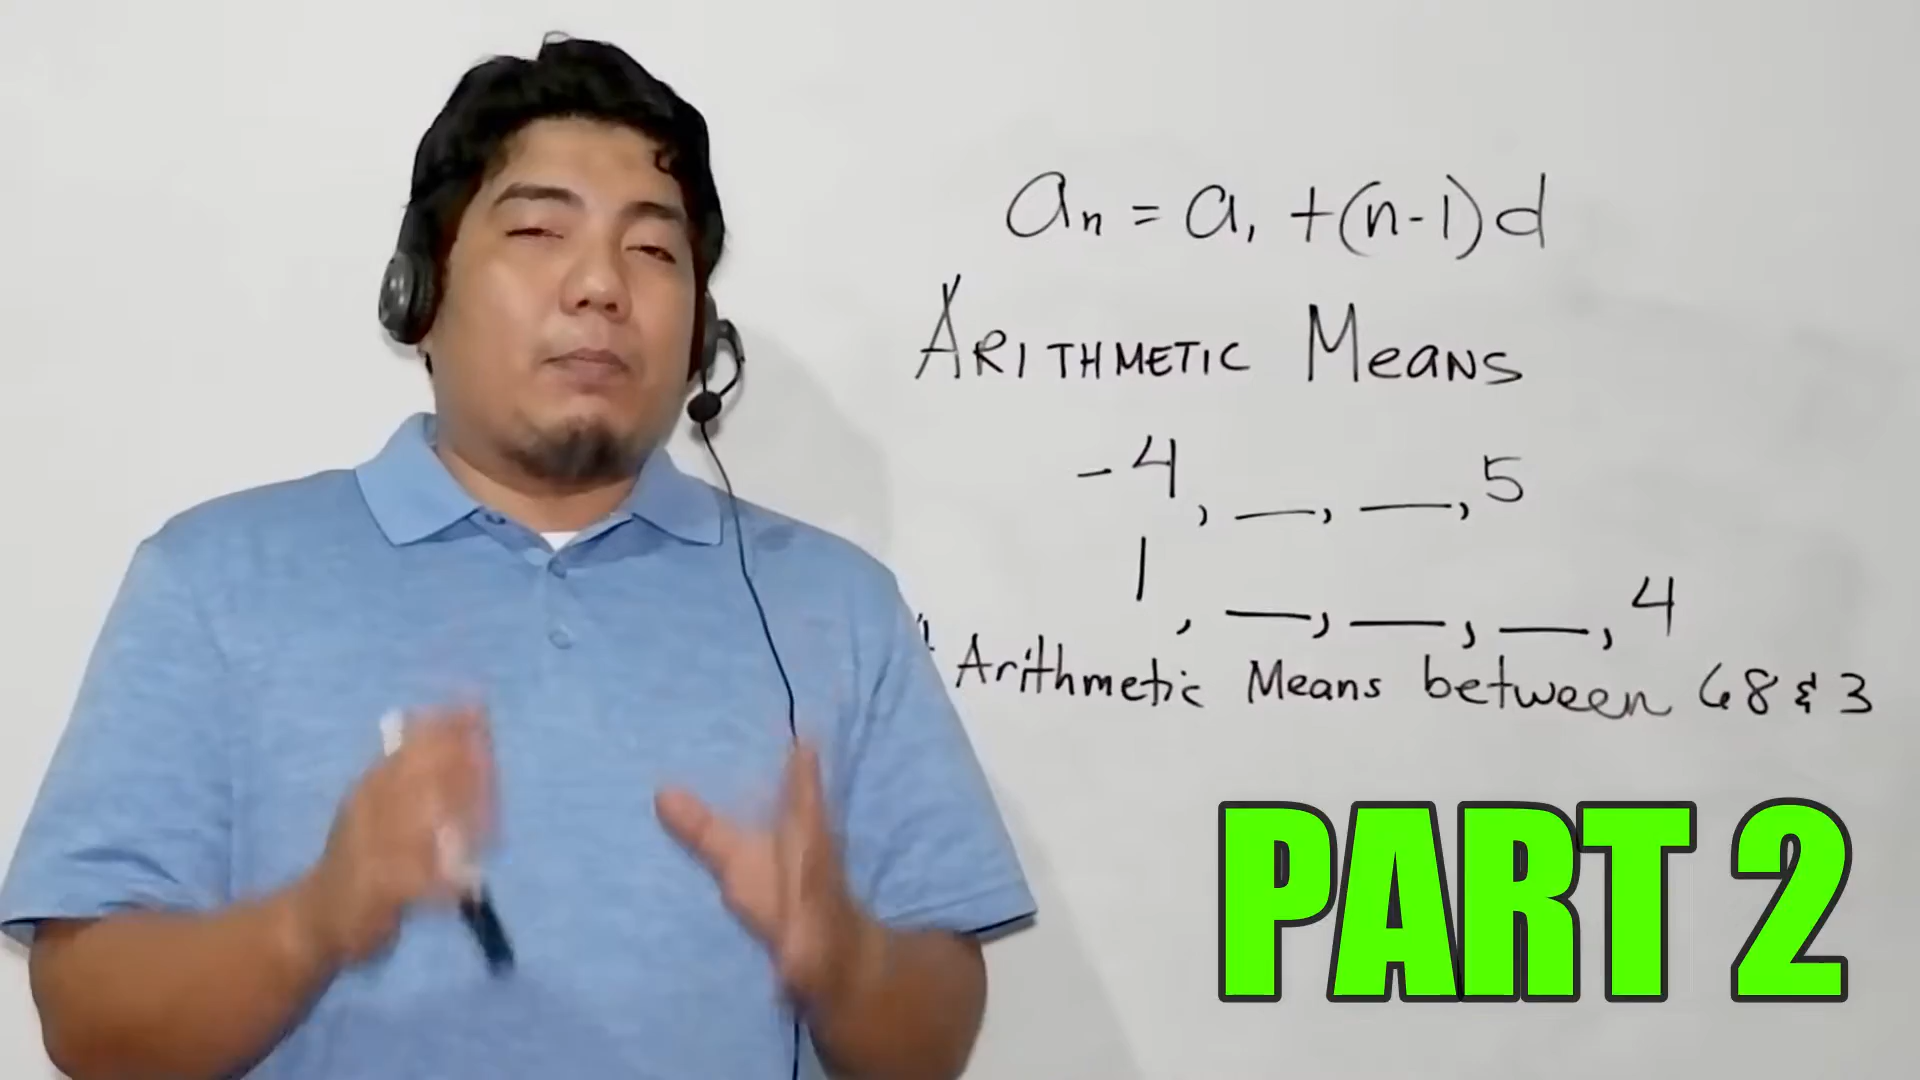 an = a1 + (n-1)d
ARITHMETIC MeANS
-4, __, __, 5
1, __, __, __, 4
Arithmetic Means between 68 & 3
PART 2